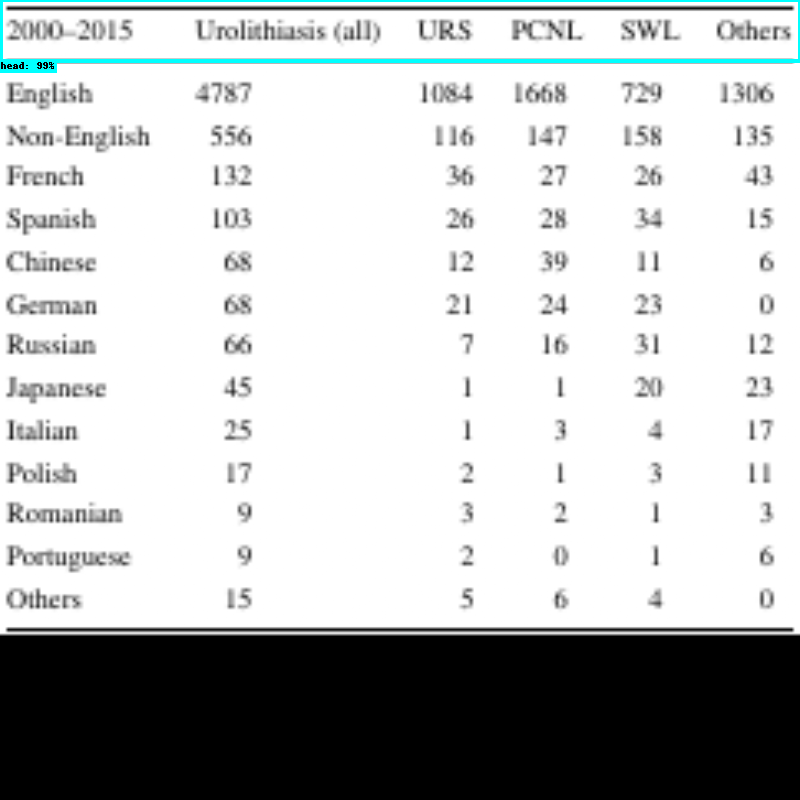 2000–2015 Urolithiasis (all) URS PCNL SWL Others
head: 99%
English 4787 1084 1668 729 1306
Non-English 556 116 147 158 135
French 132 36 27 26 43
Spanish 103 26 28 34 15
Chinese 68 12 39 11 6
German 68 21 24 23 0
Russian 66 7 16 31 12
Japanese 45 1 1 20 23
Italian 25 1 3 4 17
Polish 17 2 1 3 11
Romanian 9 3 2 1 3
Portuguese 9 2 0 1 6
Others 15 5 6 4 0